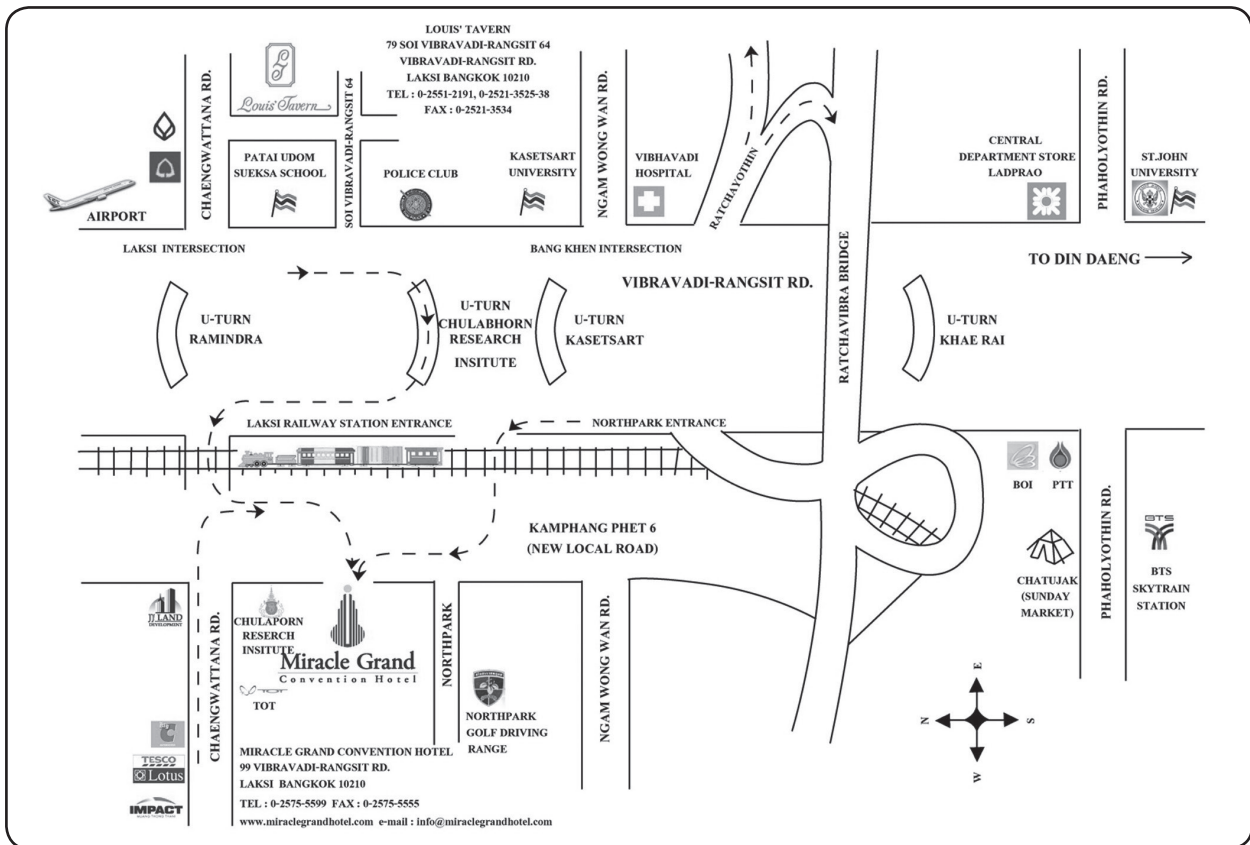 LOUIS' TAVERN
79 SOI VIBRAVADI-RANGSIT 64
VIBRAVADI-RANGSIT RD.
LAKSI BANGKOK 10210
TEL : 0-2551-2191, 0-2521-3525-38
FAX : 0-2521-3534
CHAENGWATTANA RD.
LT
Louis' Tavern
SOI VIBRAVADI-RANGSIT 64
NGAM WONG WAN RD.
PHAHOLYOTHIN RD.
AIRPORT
PATAI UDOM
SUEKSA SCHOOL
POLICE CLUB
KASETSART
UNIVERSITY
VIBHAVADI
HOSPITAL
RATCHAYOTHIN
CENTRAL
DEPARTMENT STORE
LADPRAO
ST.JOHN
UNIVERSITY
LAKSI INTERSECTION
BANG KHEN INTERSECTION
VIBRAVADI-RANGSIT RD.
TO DIN DAENG
U-TURN
RAMINDRA
U-TURN
CHULABHORN
RESEARCH
INSITUTE
U-TURN
KASETSART
RATCHAVIBRA BRIDGE
U-TURN
KHAE RAI
LAKSI RAILWAY STATION ENTRANCE
NORTHPARK ENTRANCE
BOI
PTT
KAMPHANG PHET 6
(NEW LOCAL ROAD)
CHATUJAK
(SUNDAY
MARKET)
PHAHOLYOTHIN RD.
BTS
BTS
SKYTRAIN
STATION
JJ LAND
DEVELOPMENT
CHAENGWATTANA RD.
CHULAPORN
RESERCH
INSITUTE
Miracle Grand
Convention Hotel
TOT
NORTHPARK
NORTHPARK
GOLF DRIVING
RANGE
NGAM WONG WAN RD.
E
N
S
W
TESCO
Lotus
IMPACT
MIRACLE GRAND CONVENTION HOTEL
99 VIBRAVADI-RANGSIT RD.
LAKSI BANGKOK 10210
TEL : 0-2575-5599 FAX : 0-2575-5555
www.miraclegrandhotel.com e-mail : info@miraclegrandhotel.com